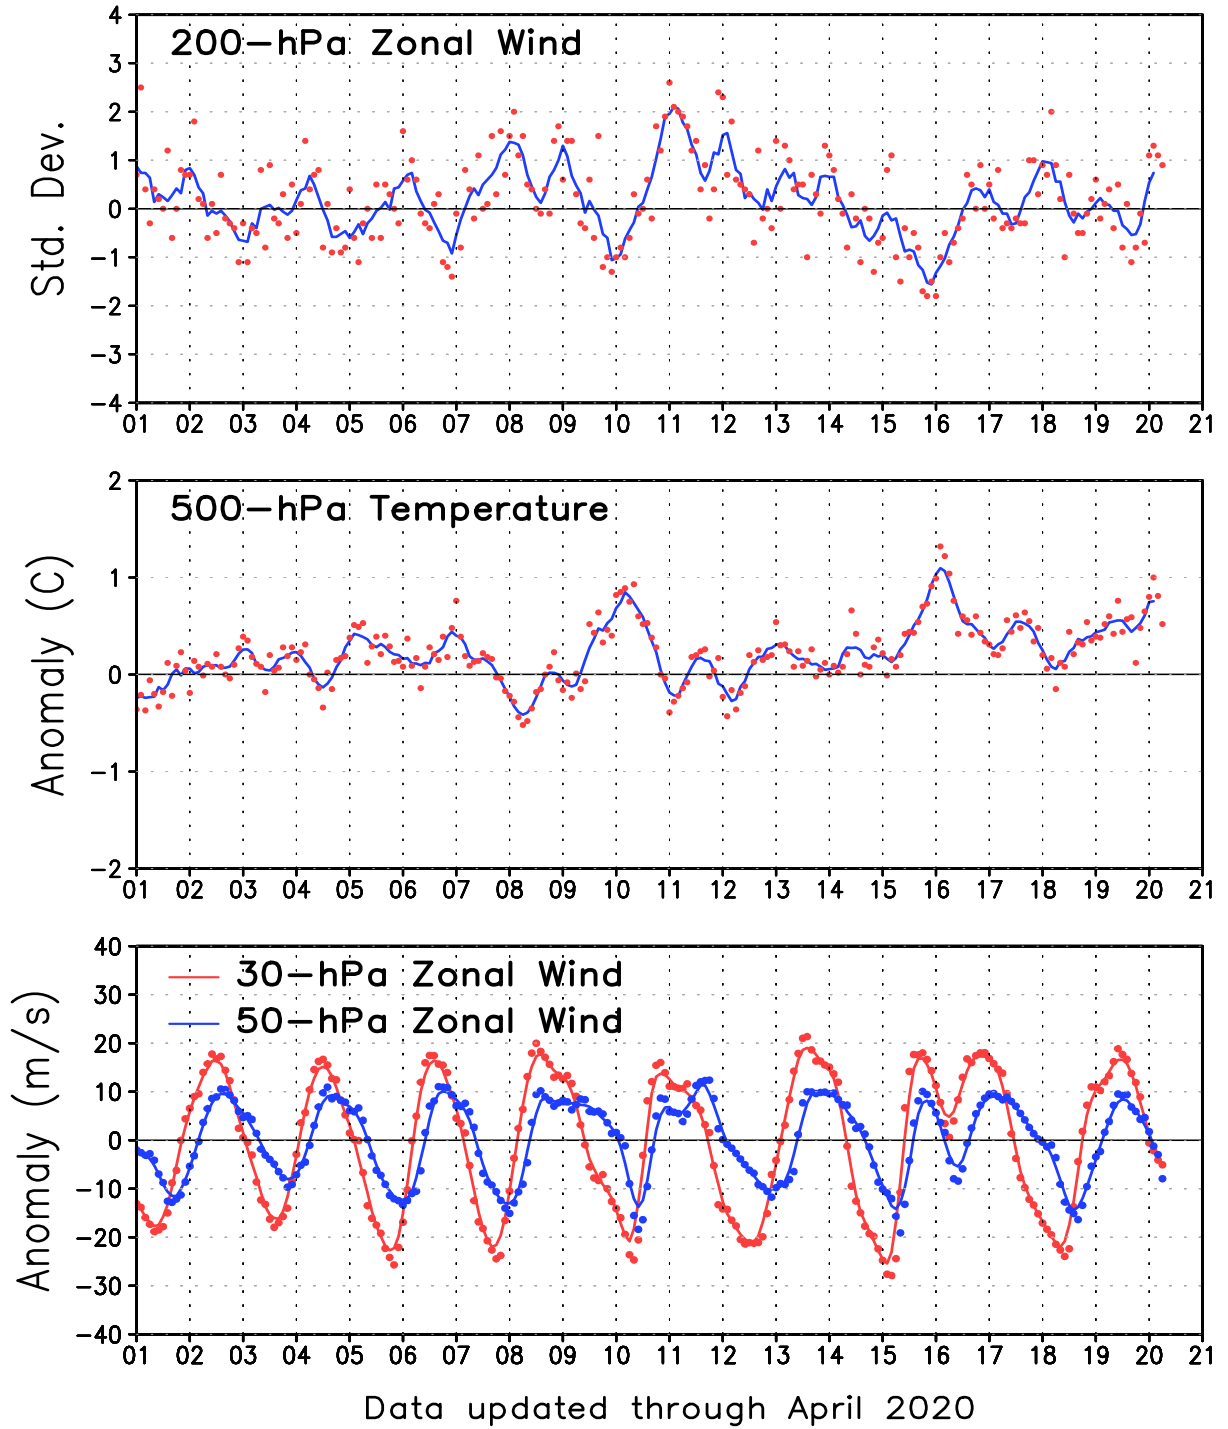 200-hPa Zonal Wind
Std. Dev.
4
3
2
1
0
-1
-2
-3
-4
01 02 03 04 05 06 07 08 09 10 11 12 13 14 15 16 17 18 19 20 21
500-hPa Temperature
Anomaly (C)
2
1
0
-1
-2
01 02 03 04 05 06 07 08 09 10 11 12 13 14 15 16 17 18 19 20 21
30-hPa Zonal Wind
50-hPa Zonal Wind
Anomaly (m/s)
40
30
20
10
0
-10
-20
-30
-40
01 02 03 04 05 06 07 08 09 10 11 12 13 14 15 16 17 18 19 20 21
Data updated through April 2020